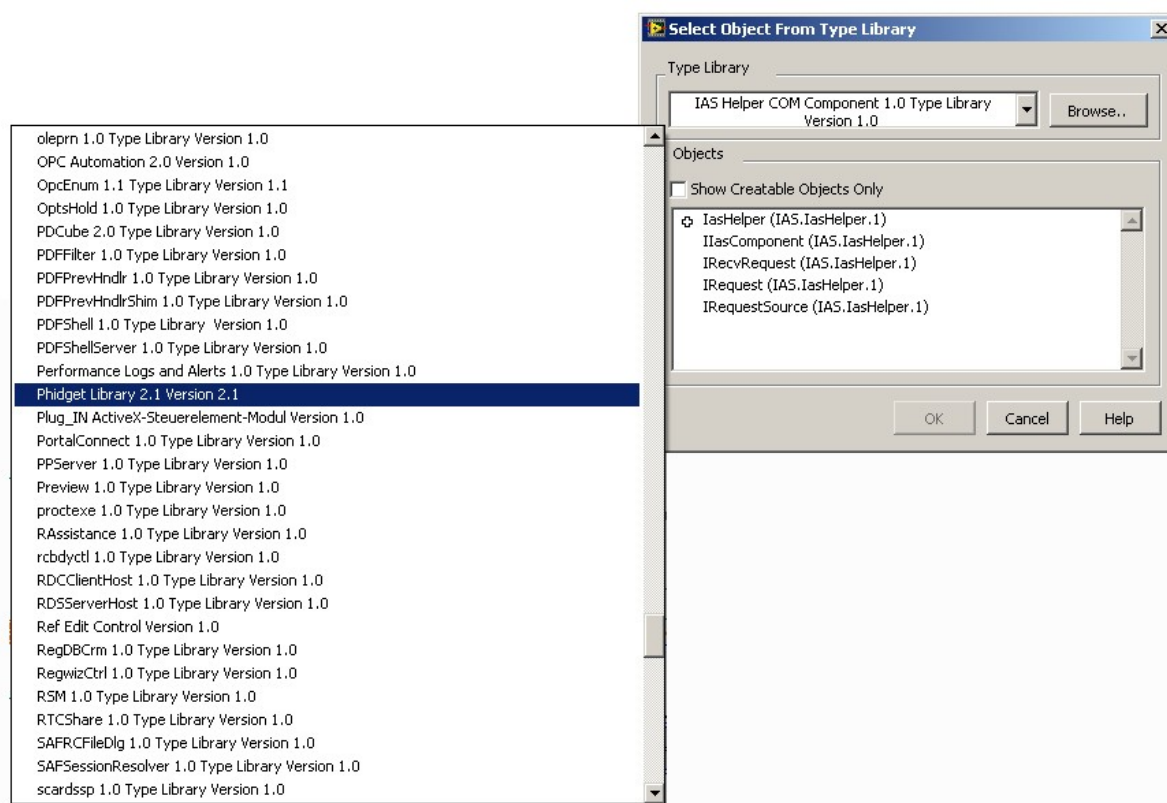 Select Object From Type Library
Type Library
IAS Helper COM Component 1.0 Type Library
Version 1.0
Browse..
Objects
Show Creatable Objects Only
IasHelper (IAS.IasHelper.1)
IIasComponent (IAS.IasHelper.1)
IRecvRequest (IAS.IasHelper.1)
IRequest (IAS.IasHelper.1)
IRequestSource (IAS.IasHelper.1)
OK
Cancel
Help
oleprn 1.0 Type Library Version 1.0
OPC Automation 2.0 Version 1.0
OpcEnum 1.1 Type Library Version 1.1
OptsHold 1.0 Type Library Version 1.0
PDCube 2.0 Type Library Version 1.0
PDFFilter 1.0 Type Library Version 1.0
PDFPrevHndlr 1.0 Type Library Version 1.0
PDFPrevHndlrShim 1.0 Type Library Version 1.0
PDFShell 1.0 Type Library  Version 1.0
PDFShellServer 1.0 Type Library Version 1.0
Performance Logs and Alerts 1.0 Type Library Version 1.0
Phidget Library 2.1 Version 2.1
Plug_IN ActiveX-Steuerelement-Modul Version 1.0
PortalConnect 1.0 Type Library Version 1.0
PPServer 1.0 Type Library Version 1.0
Preview 1.0 Type Library Version 1.0
proctexe 1.0 Type Library Version 1.0
RAssistance 1.0 Type Library Version 1.0
rcbdyctl 1.0 Type Library Version 1.0
RDCClientHost 1.0 Type Library Version 1.0
RDSServerHost 1.0 Type Library Version 1.0
Ref Edit Control Version 1.0
RegDBCrm 1.0 Type Library Version 1.0
RegwizCtrl 1.0 Type Library Version 1.0
RSM 1.0 Type Library Version 1.0
RTCShare 1.0 Type Library Version 1.0
SAFRCFileDlg 1.0 Type Library Version 1.0
SAFSessionResolver 1.0 Type Library Version 1.0
scardssp 1.0 Type Library Version 1.0